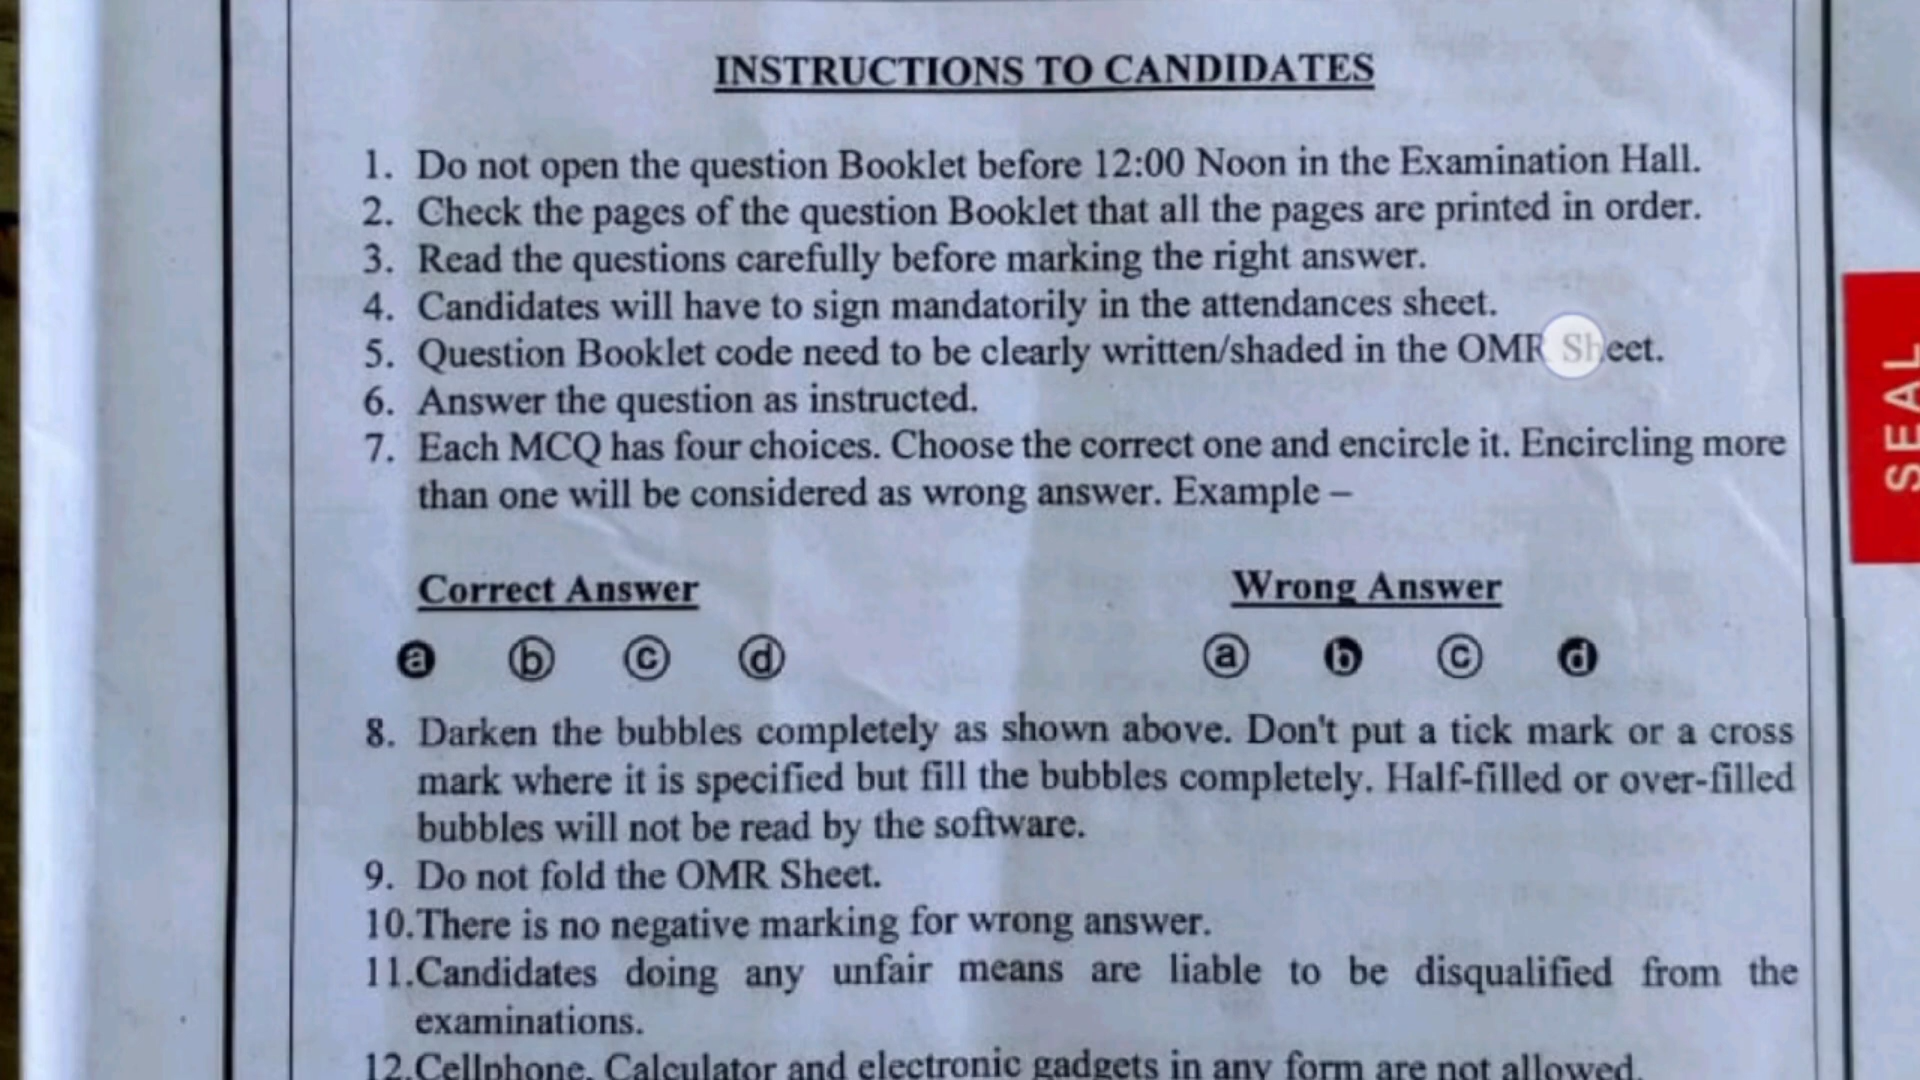 INSTRUCTIONS TO CANDIDATES
1. Do not open the question Booklet before 12:00 Noon in the Examination Hall.
2. Check the pages of the question Booklet that all the pages are printed in order.
3. Read the questions carefully before marking the right answer.
4. Candidates will have to sign mandatorily in the attendances sheet.
5. Question Booklet code need to be clearly written/shaded in the OMR Sheet.
6. Answer the question as instructed.
7. Each MCQ has four choices. Choose the correct one and encircle it. Encircling more
than one will be considered as wrong answer. Example –
Correct Answer Wrong Answer
a b c d a b c d
8. Darken the bubbles completely as shown above. Don't put a tick mark or a cross
mark where it is specified but fill the bubbles completely. Half-filled or over-filled
bubbles will not be read by the software.
9. Do not fold the OMR Sheet.
10.There is no negative marking for wrong answer.
11.Candidates doing any unfair means are liable to be disqualified from the
examinations.
12.Cellphone, Calculator and electronic gadgets in any form are not allowed.
SEAL